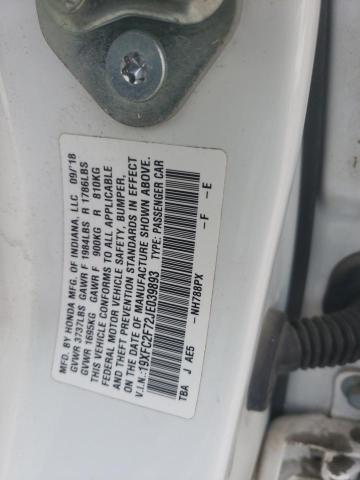 MFD. BY HONDA MFG. OF INDIANA, LLC 09/'18
GVWR 3737LBS GAWR F 1984LBS R 1786LBS
GVWR 1695KG GAWR F 900KG R 810KG
THIS VEHICLE CONFORMS TO ALL APPLICABLE
FEDERAL MOTOR VEHICLE SAFETY, BUMPER,
AND THEFT PREVENTION STANDARDS IN EFFECT
ON THE DATE OF MANUFACTURE SHOWN ABOVE.
V.I.N.:19XFC2F72JE039893 TYPE: PASSENGER CAR
-NH788PX -F -E
TBA J AE5